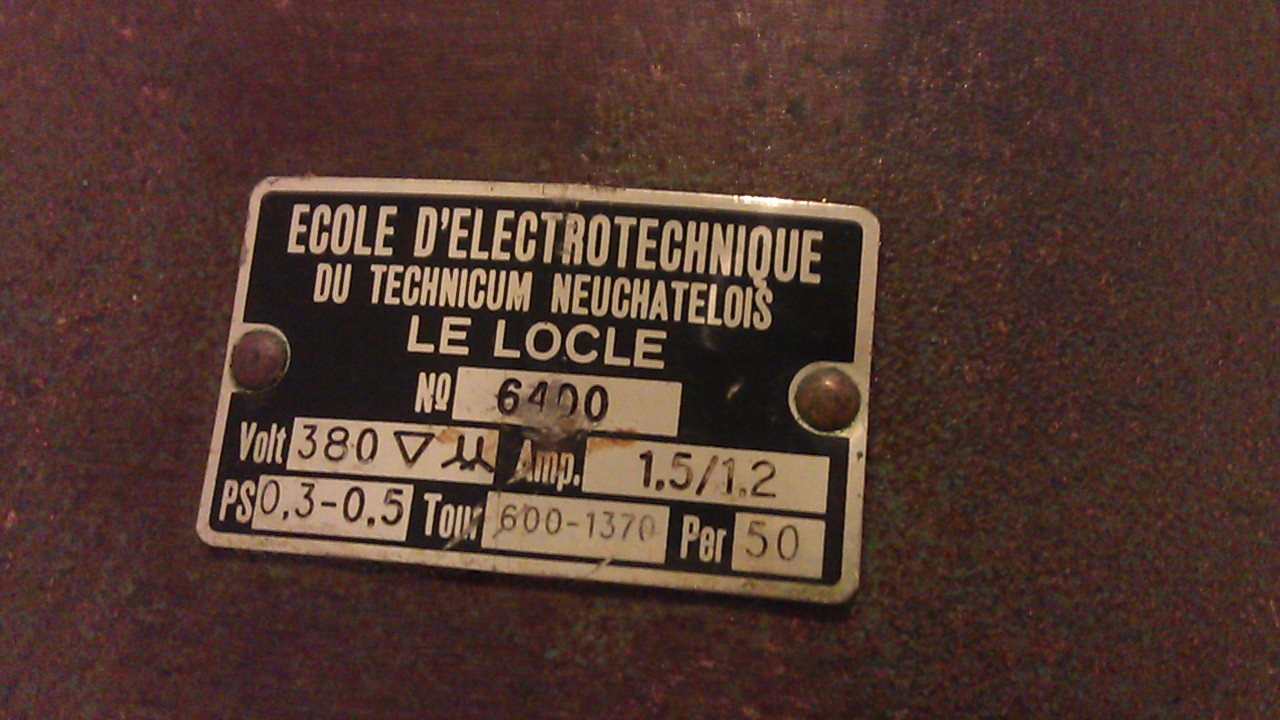 ECOLE D'ELECTROTECHNIQUE
DU TECHNICUM NEUCHATELOIS
LE LOCLE
Nº 6400
Volt 380 Amp. 1.5/1.2
PS 0.3-0.5 Tour 600-1370 Per 50